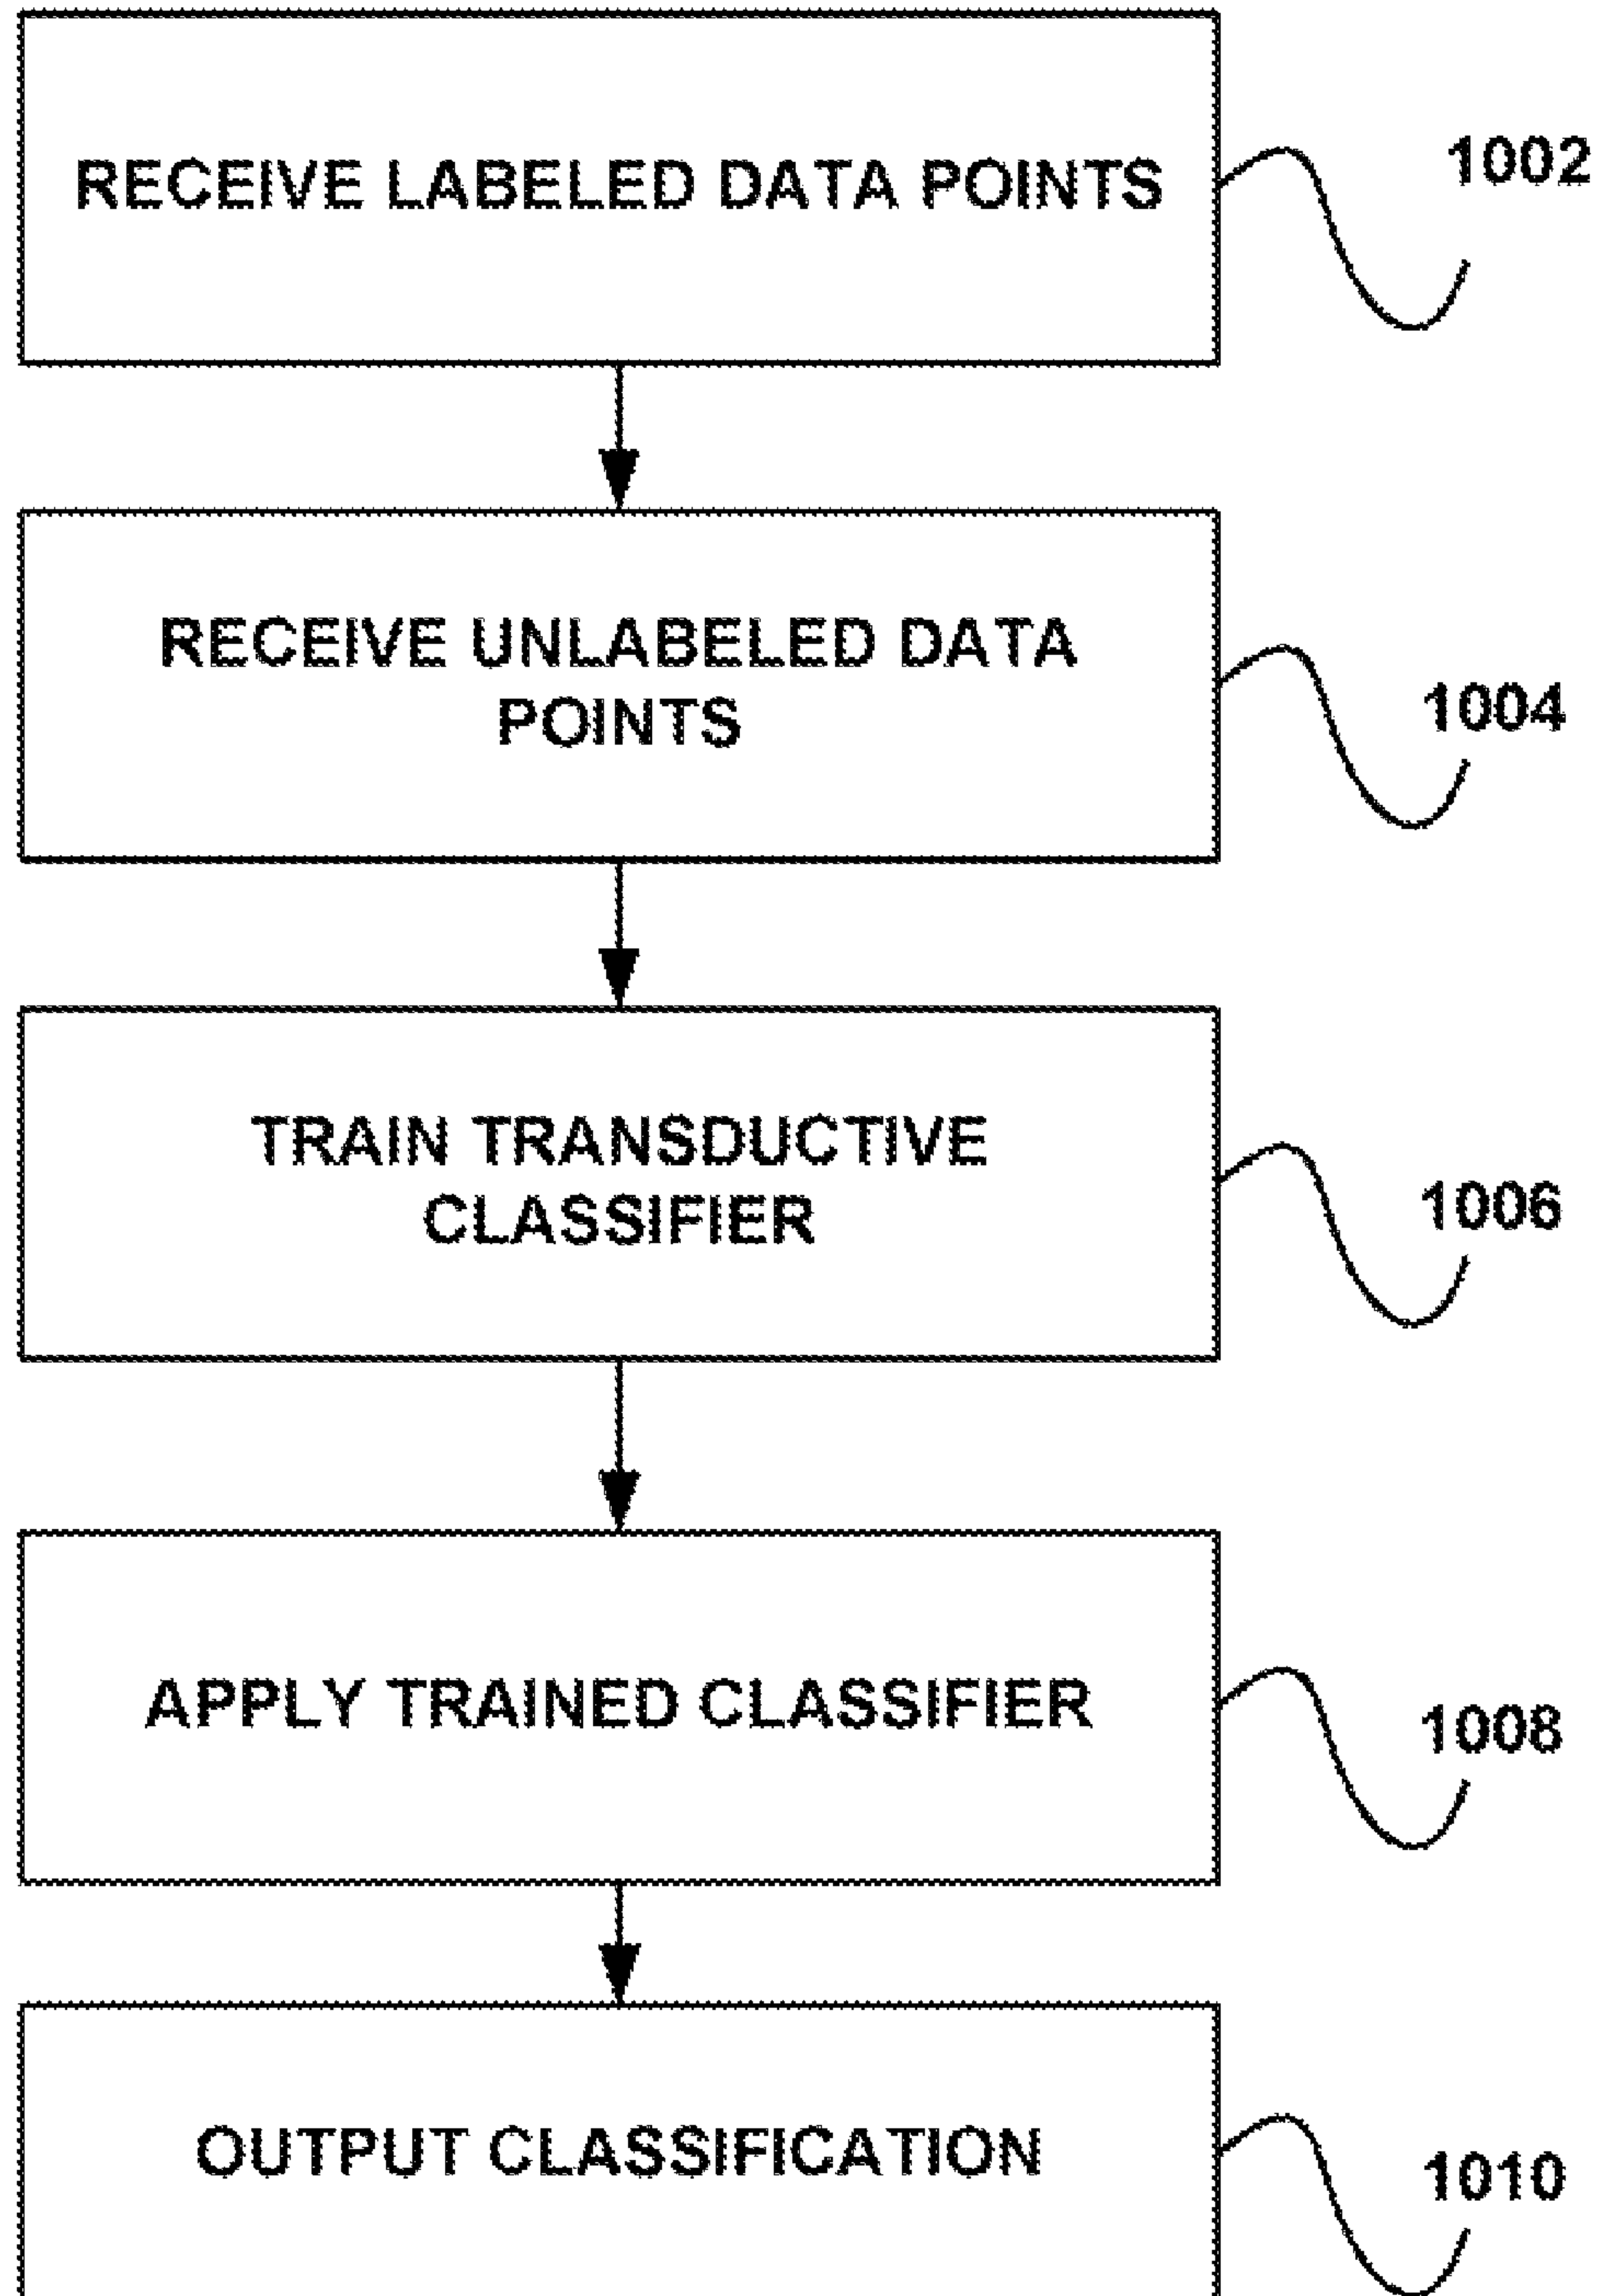 RECEIVE LABELED DATA POINTS
1002
RECEIVE UNLABELED DATA
POINTS
1004
TRAIN TRANSDUCTIVE
CLASSIFIER
1006
APPLY TRAINED CLASSIFIER
1008
OUTPUT CLASSIFICATION
1010